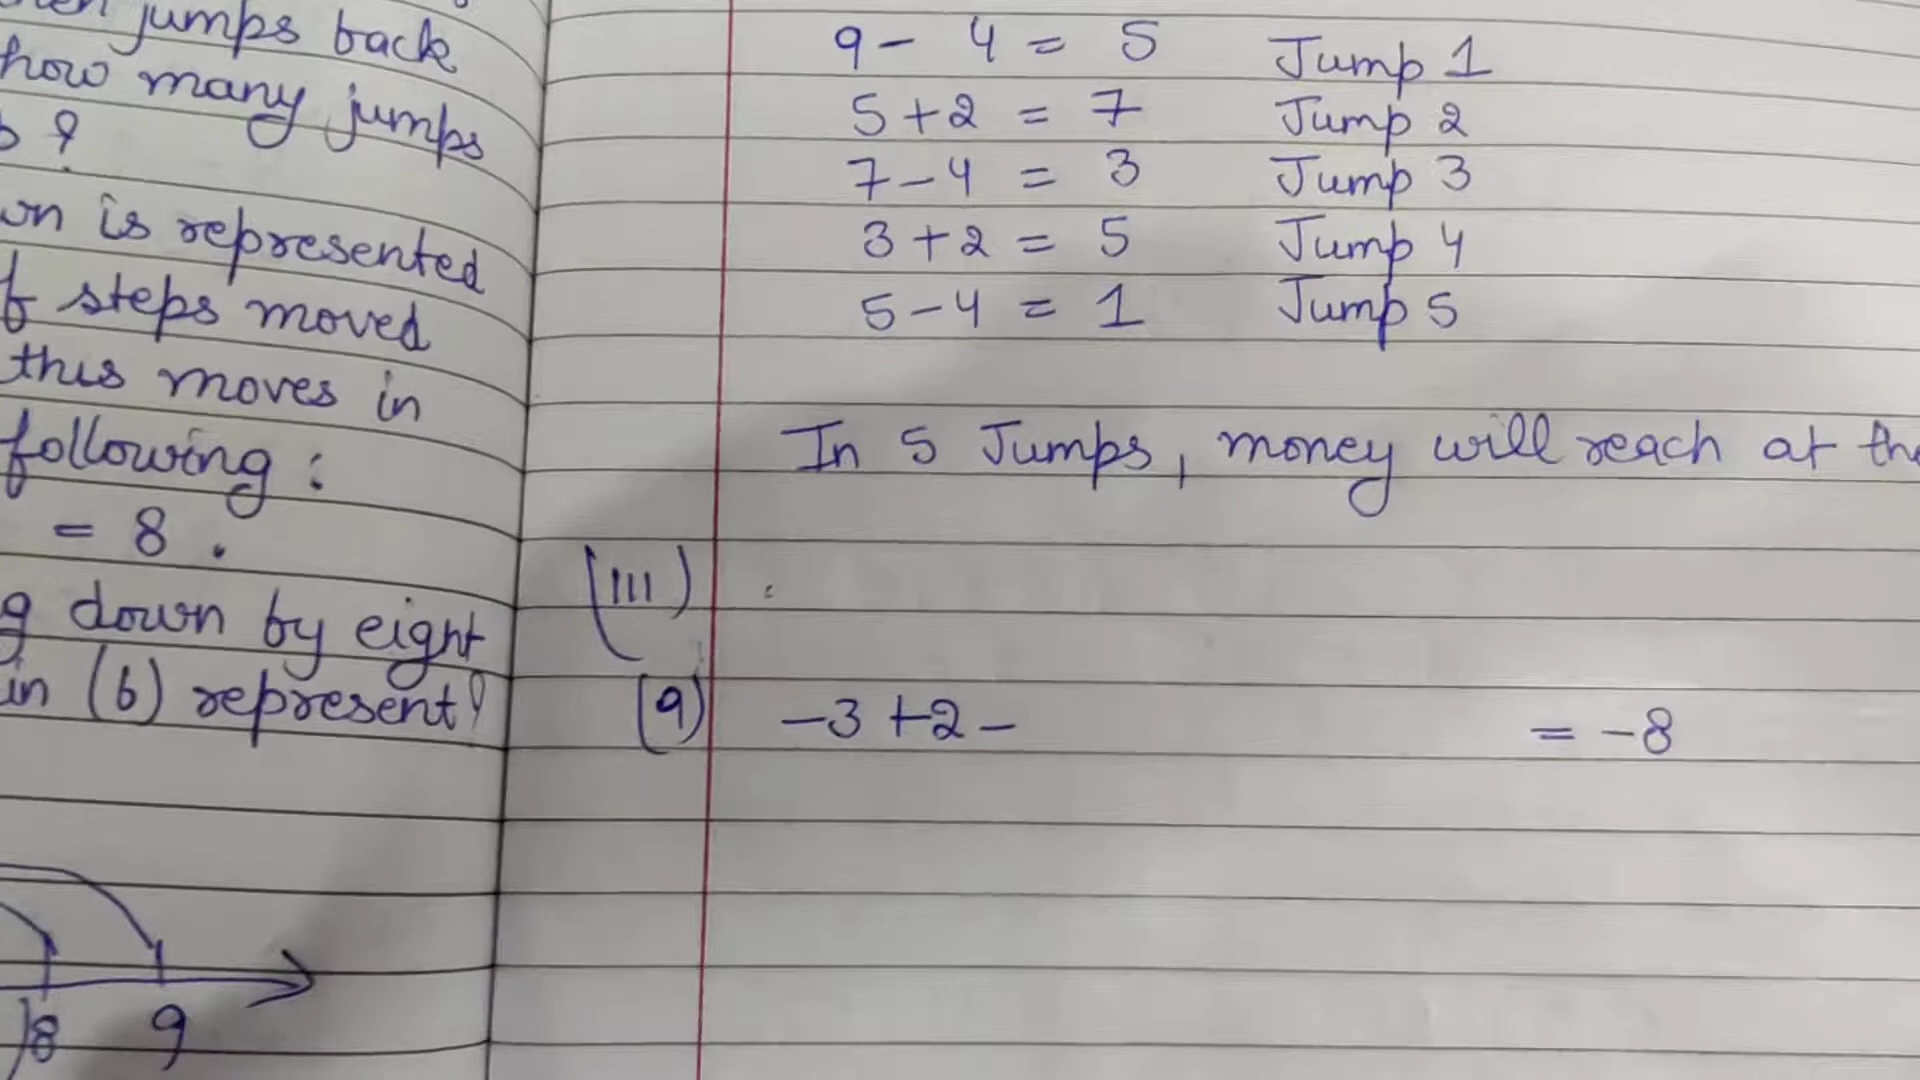 jumps back
how many jumps
?
is represented
steps moved
this moves in
following :
= 8 .
down by eight
in (b) represent?
8 9
9 - 4 = 5 Jump 1
5 + 2 = 7 Jump 2
7 - 4 = 3 Jump 3
3 + 2 = 5 Jump 4
5 - 4 = 1 Jump 5
In 5 Jumps, money will reach at the
(III)
(a) -3 +2 - = -8